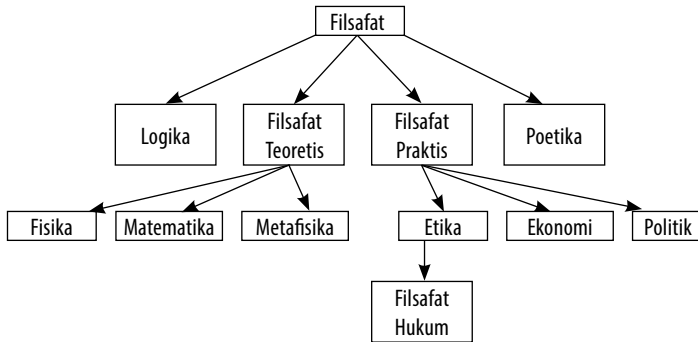 Filsafat
Logika
Filsafat
Teoretis
Filsafat
Praktis
Poetika
Fisika
Matematika
Metafisika
Etika
Ekonomi
Politik
Filsafat
Hukum